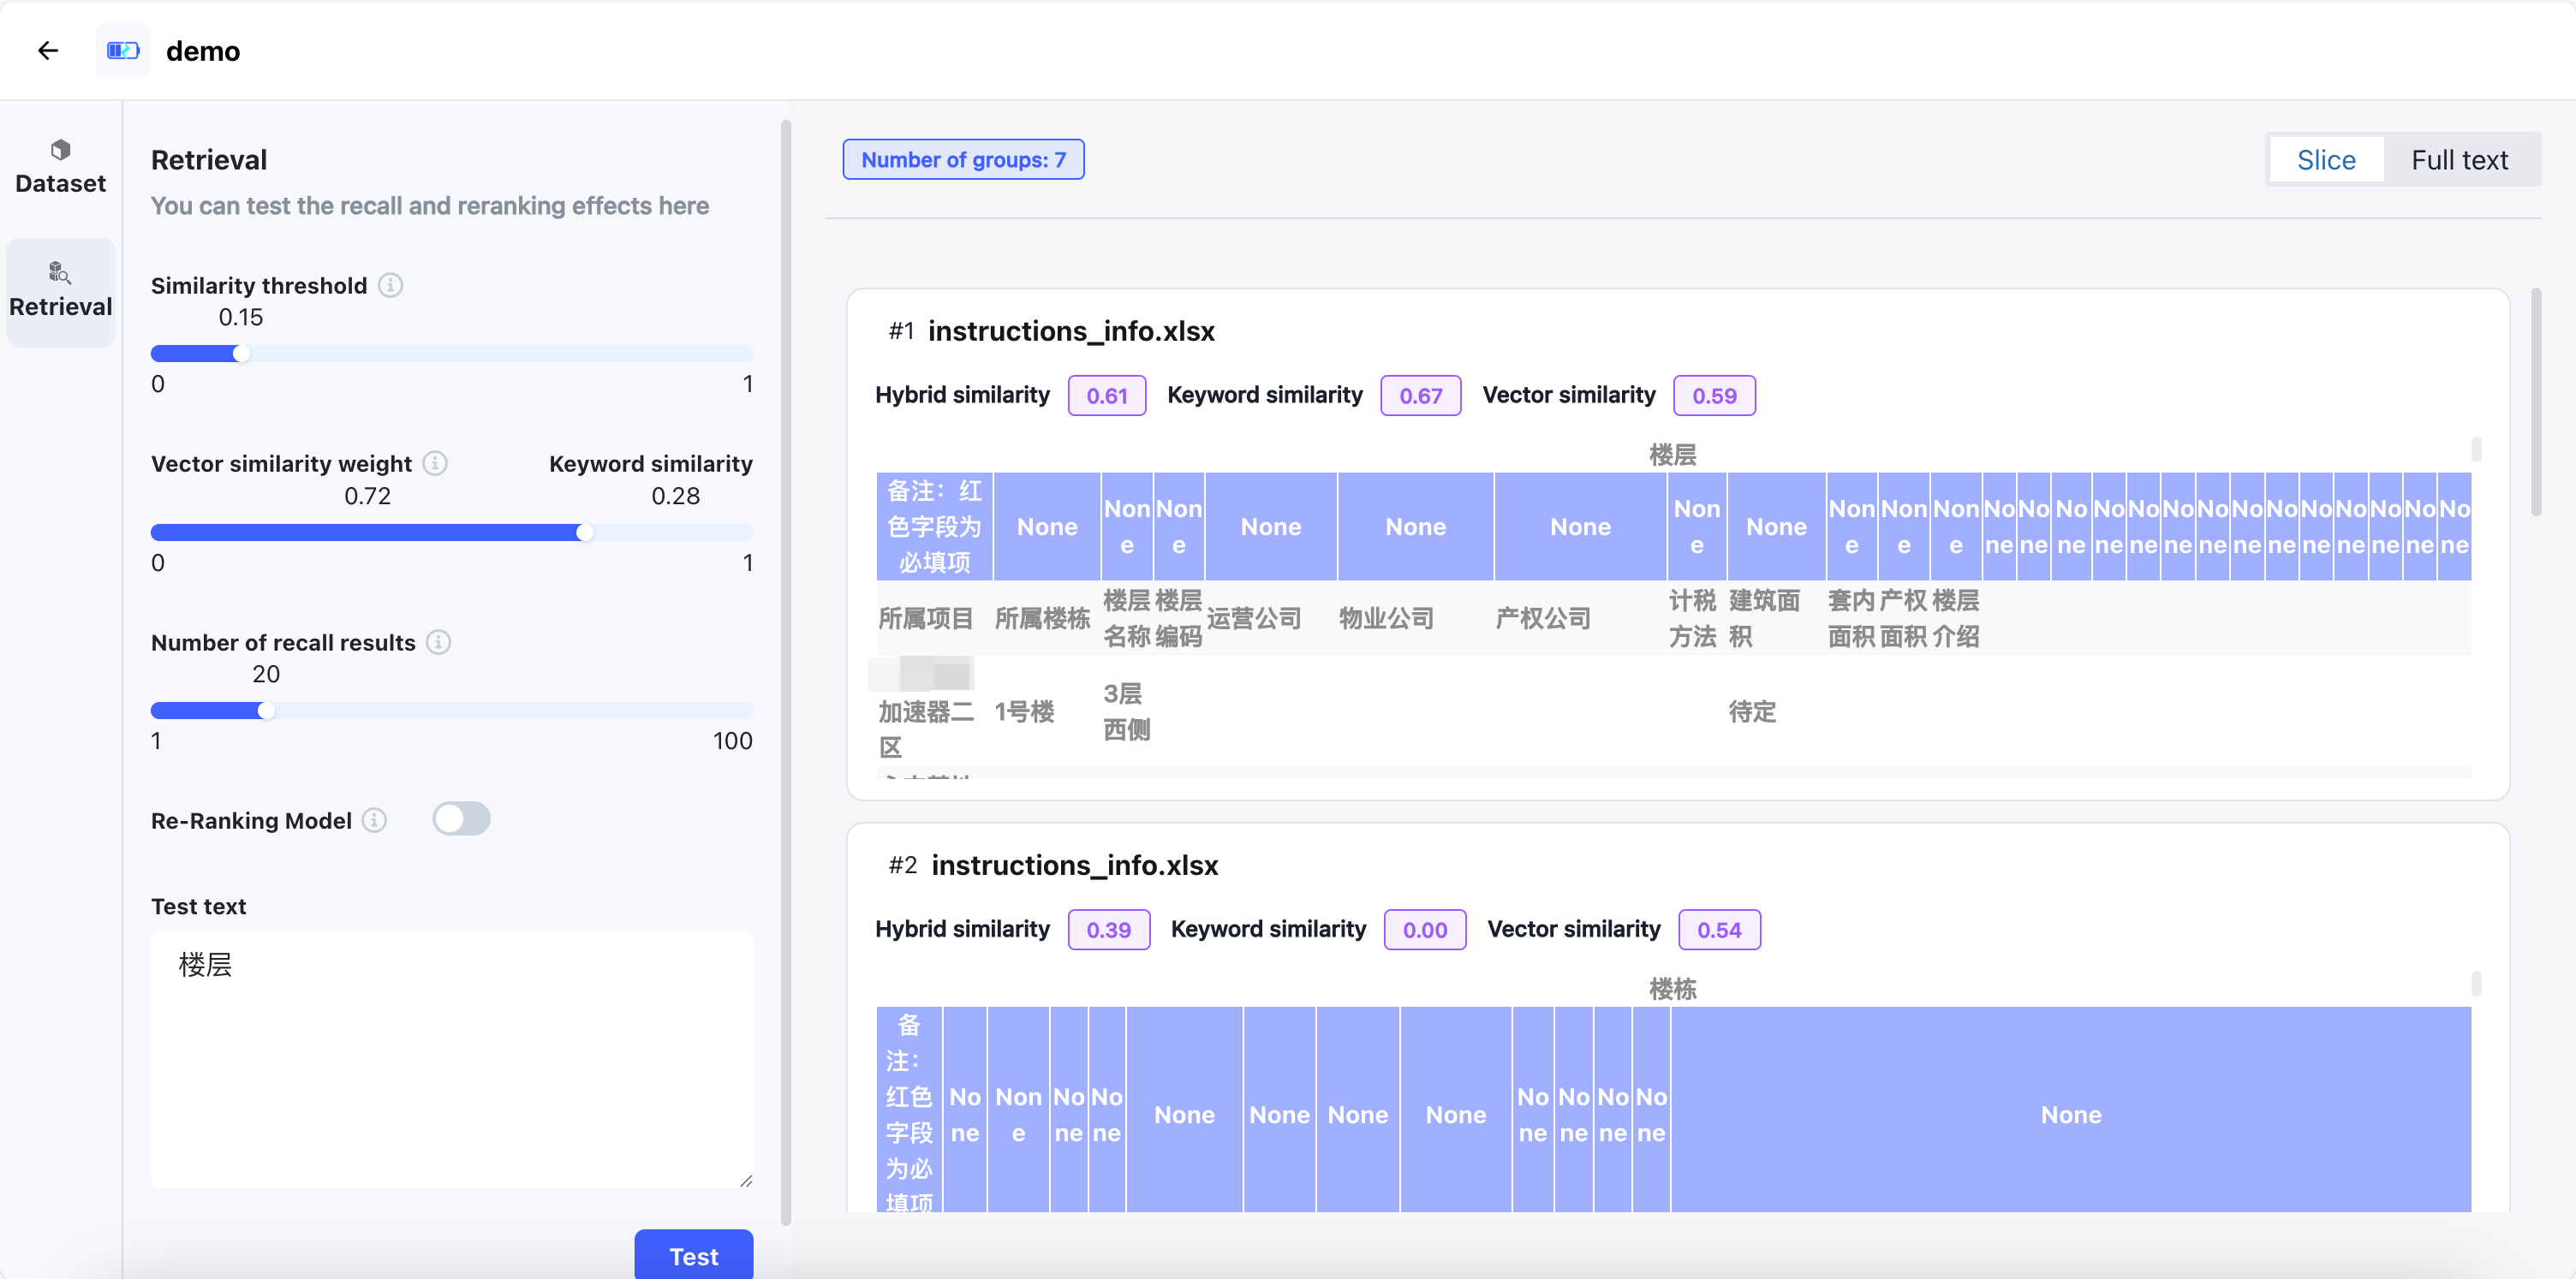 demo
Dataset
Retrieval
Retrieval
You can test the recall and reranking effects here
Similarity threshold
0.15
0 1
Vector similarity weight Keyword similarity
0.72 0.28
0 1
Number of recall results
20
1 100
Re-Ranking Model
Test text
楼层
Test
Number of groups: 7
Slice Full text
#1 instructions_info.xlsx
Hybrid similarity 0.61 Keyword similarity 0.67 Vector similarity 0.59
楼层
备注：红色字段为必填项 None None None None None None None None None None None None None None None None None None None None None None None None None
所属项目 所属楼栋 楼层名称 楼层编码 运营公司 物业公司 产权公司 计税方法 建筑面积 套内面积 产权面积 楼层介绍
加速器二区 1号楼 3层西侧 待定
#2 instructions_info.xlsx
Hybrid similarity 0.39 Keyword similarity 0.00 Vector similarity 0.54
楼栋
备注：红色字段为必填项 None None None None None None None None None None None None None